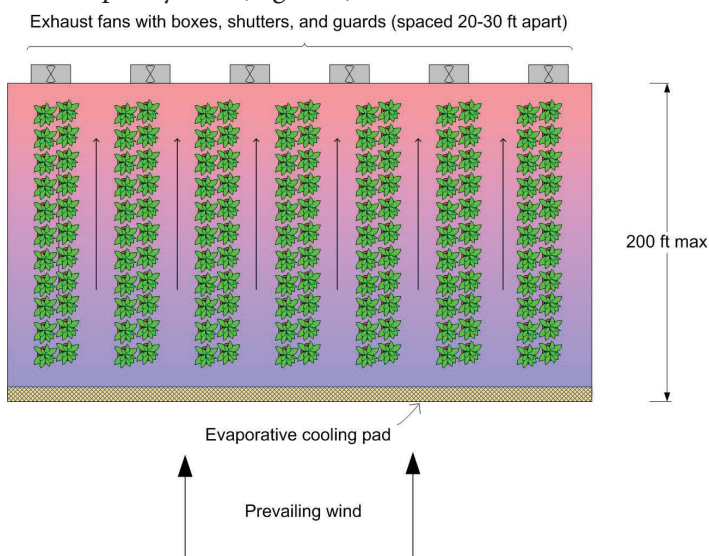 Exhaust fans with boxes, shutters, and guards (spaced 20-30 ft apart)
200 ft max
Evaporative cooling pad
Prevailing wind